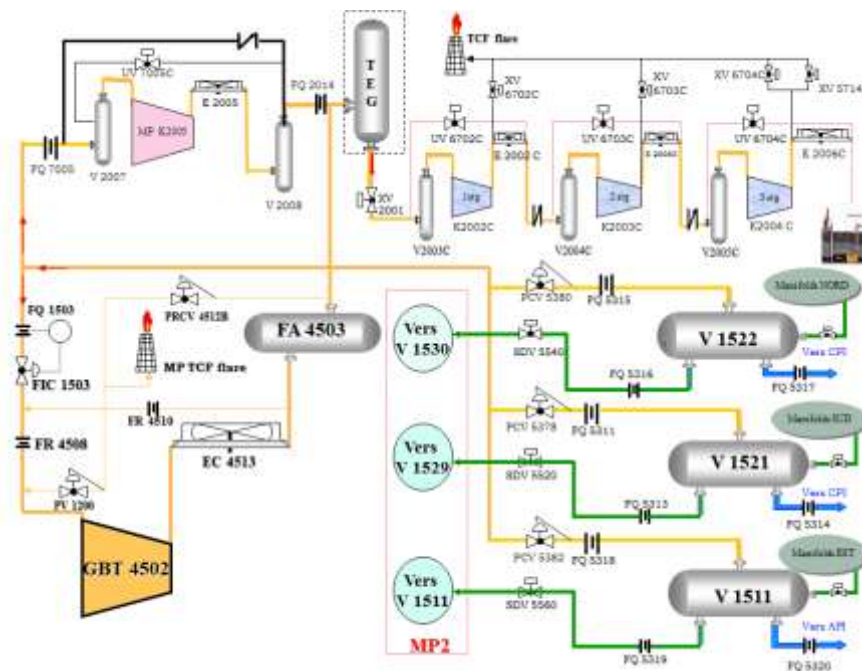 TCF flare
UV 7005C
E 2005
MP K2005
FQ 7005
V 2007
V 2008
FQ 2014
TEG
XV
2001
XV
6702C
XV
6703C
XV 6704C
XV 5714
UV 6702C
UV 6703C
UV 6704C
E 2002 C
E 2006C
1stg
2stg
3stg
V2003C
K2002C
V2004C
K2003C
V2005C
K2004 C
FQ 1503
FIC 1503
PRCV 4512B
MP TCF flare
FA 4503
FR 4510
FR 4508
EC 4513
PV 1200
GBT 4502
PCV 5380
FQ 5315
Manifolds NORD
Vers
V 1530
SDV 5540
V 1522
Vers CPI
FQ 5316
FQ 5317
PCV 5378
FQ 5311
Manifolds SUD
Vers
V 1529
SDV 5520
V 1521
Vers CPI
FQ 5313
FQ 5314
PCV 5382
FQ 5318
Manifolds EST
Vers
V 1511
SDV 5560
V 1511
Vers API
MP2
FQ 5319
FQ 5320